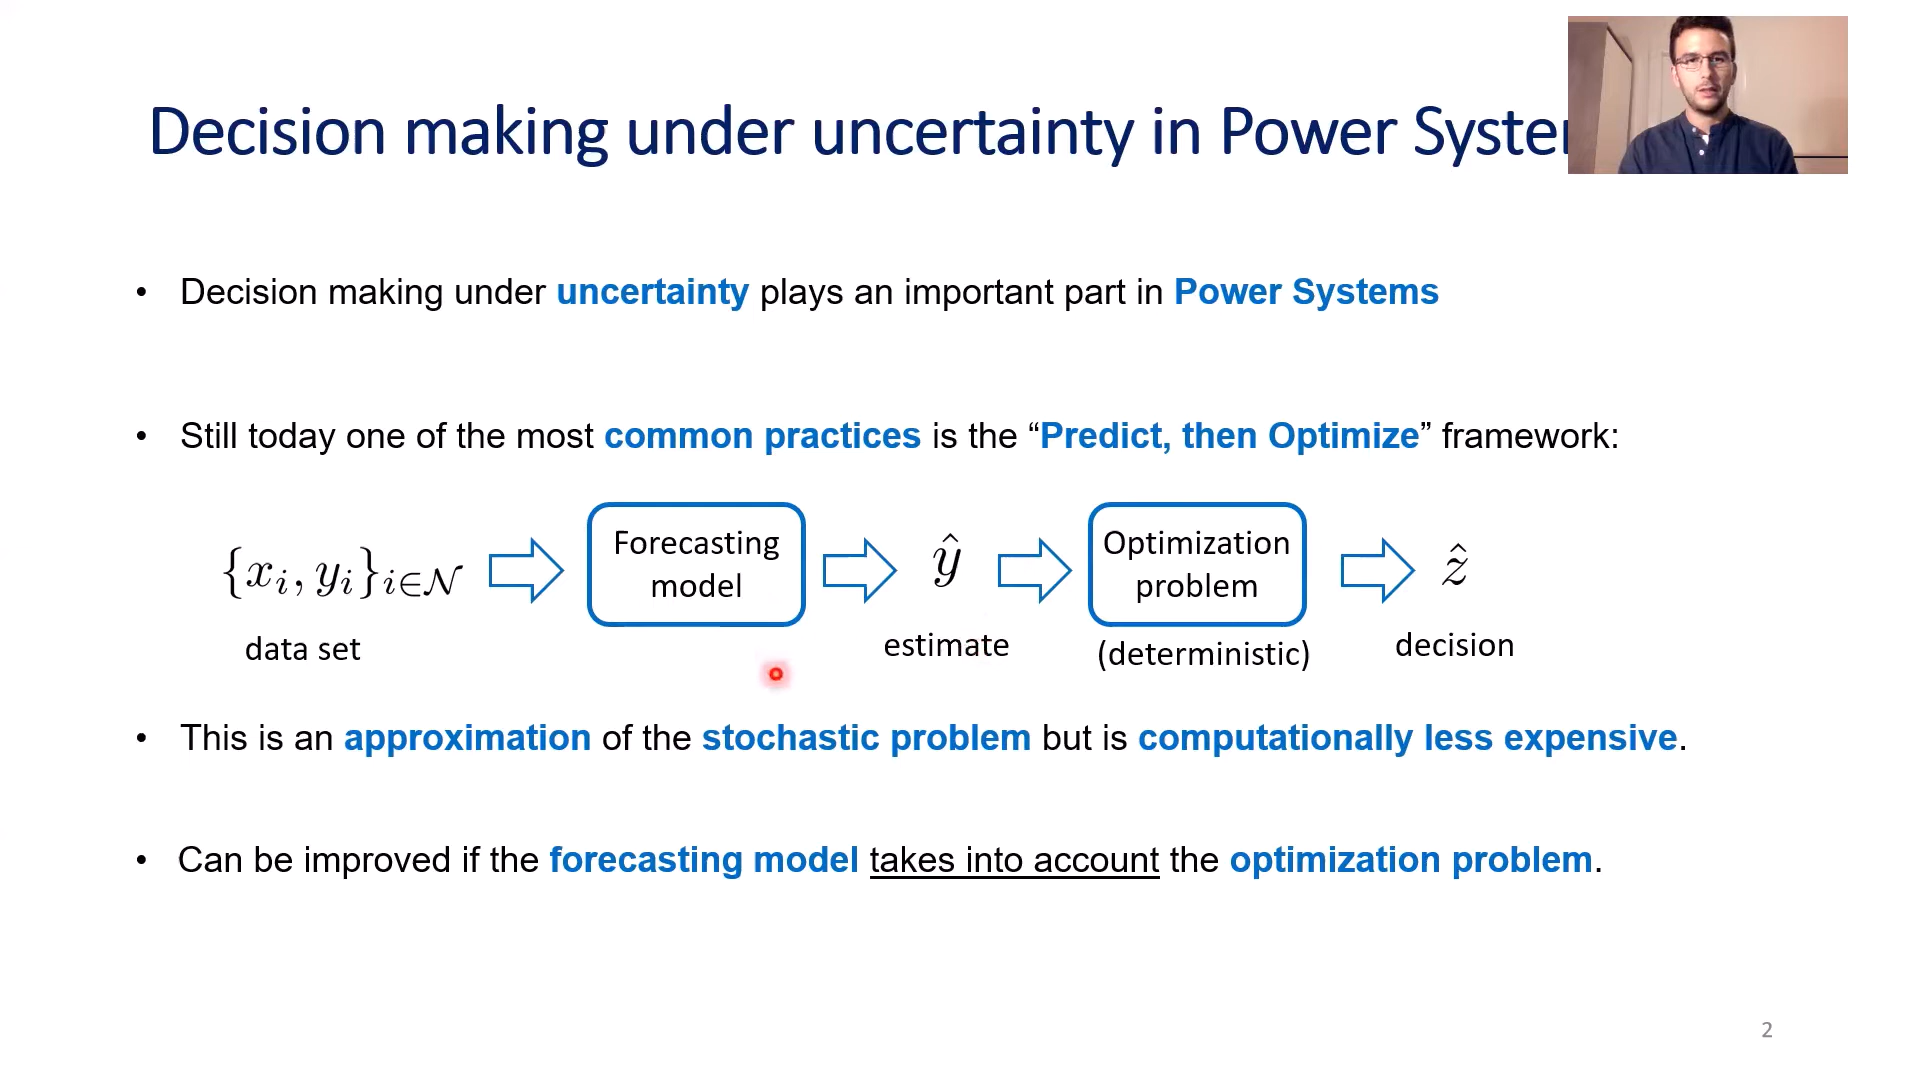 Decision making under uncertainty in Power Syste
• Decision making under uncertainty plays an important part in Power Systems
• Still today one of the most common practices is the “Predict, then Optimize” framework:
{x_i, y_i}_{i∈𝒩}
data set
Forecasting
model
ŷ
estimate
Optimization
problem
(deterministic)
ẑ
decision
• This is an approximation of the stochastic problem but is computationally less expensive.
• Can be improved if the forecasting model takes into account the optimization problem.
2